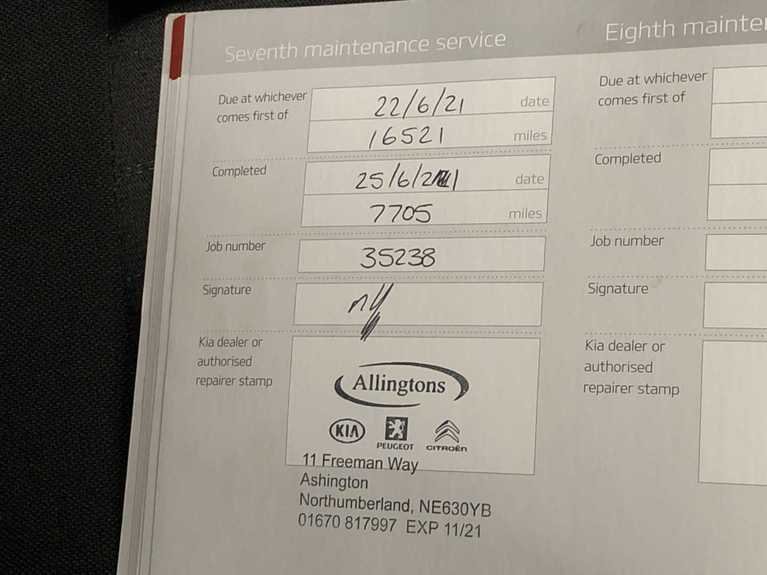 Seventh maintenance service
Due at whichever comes first of
22/6/21 date
16521 miles
Completed
25/6/21 date
7705 miles
Job number
35238
Signature
Kia dealer or
authorised
repairer stamp
Allingtons
KIA PEUGEOT CITROËN
11 Freeman Way
Ashington
Northumberland, NE630YB
01670 817997 EXP 11/21
Eighth
Due at whichever
comes first of
Completed
Job number
Signature
Kia dealer or
authorised
repairer stamp